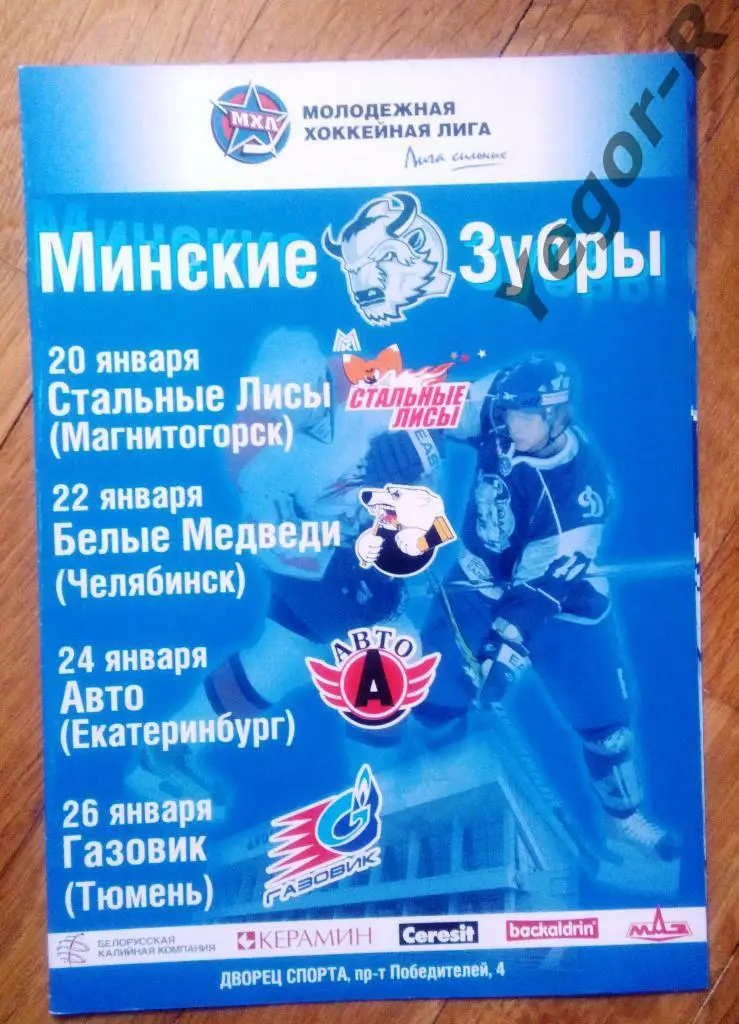 МХЛ
МОЛОДЕЖНАЯ
ХОККЕЙНАЯ ЛИГА
Лига сильных
Минские Зубры
20 января
Стальные Лисы
(Магнитогорск)
СТАЛЬНЫЕ
ЛИСЫ
22 января
Белые Медведи
(Челябинск)
24 января
Авто
(Екатеринбург)
АВТО
А
26 января
Газовик
(Тюмень)
ГАЗОВИК
БЕЛОРУССКАЯ
КАЛИЙНАЯ КОМПАНИЯ
КЕРАМИН
Ceresit
backaldrin
МАЗ
ДВОРЕЦ СПОРТА, пр-т Победителей, 4
Yegor-R